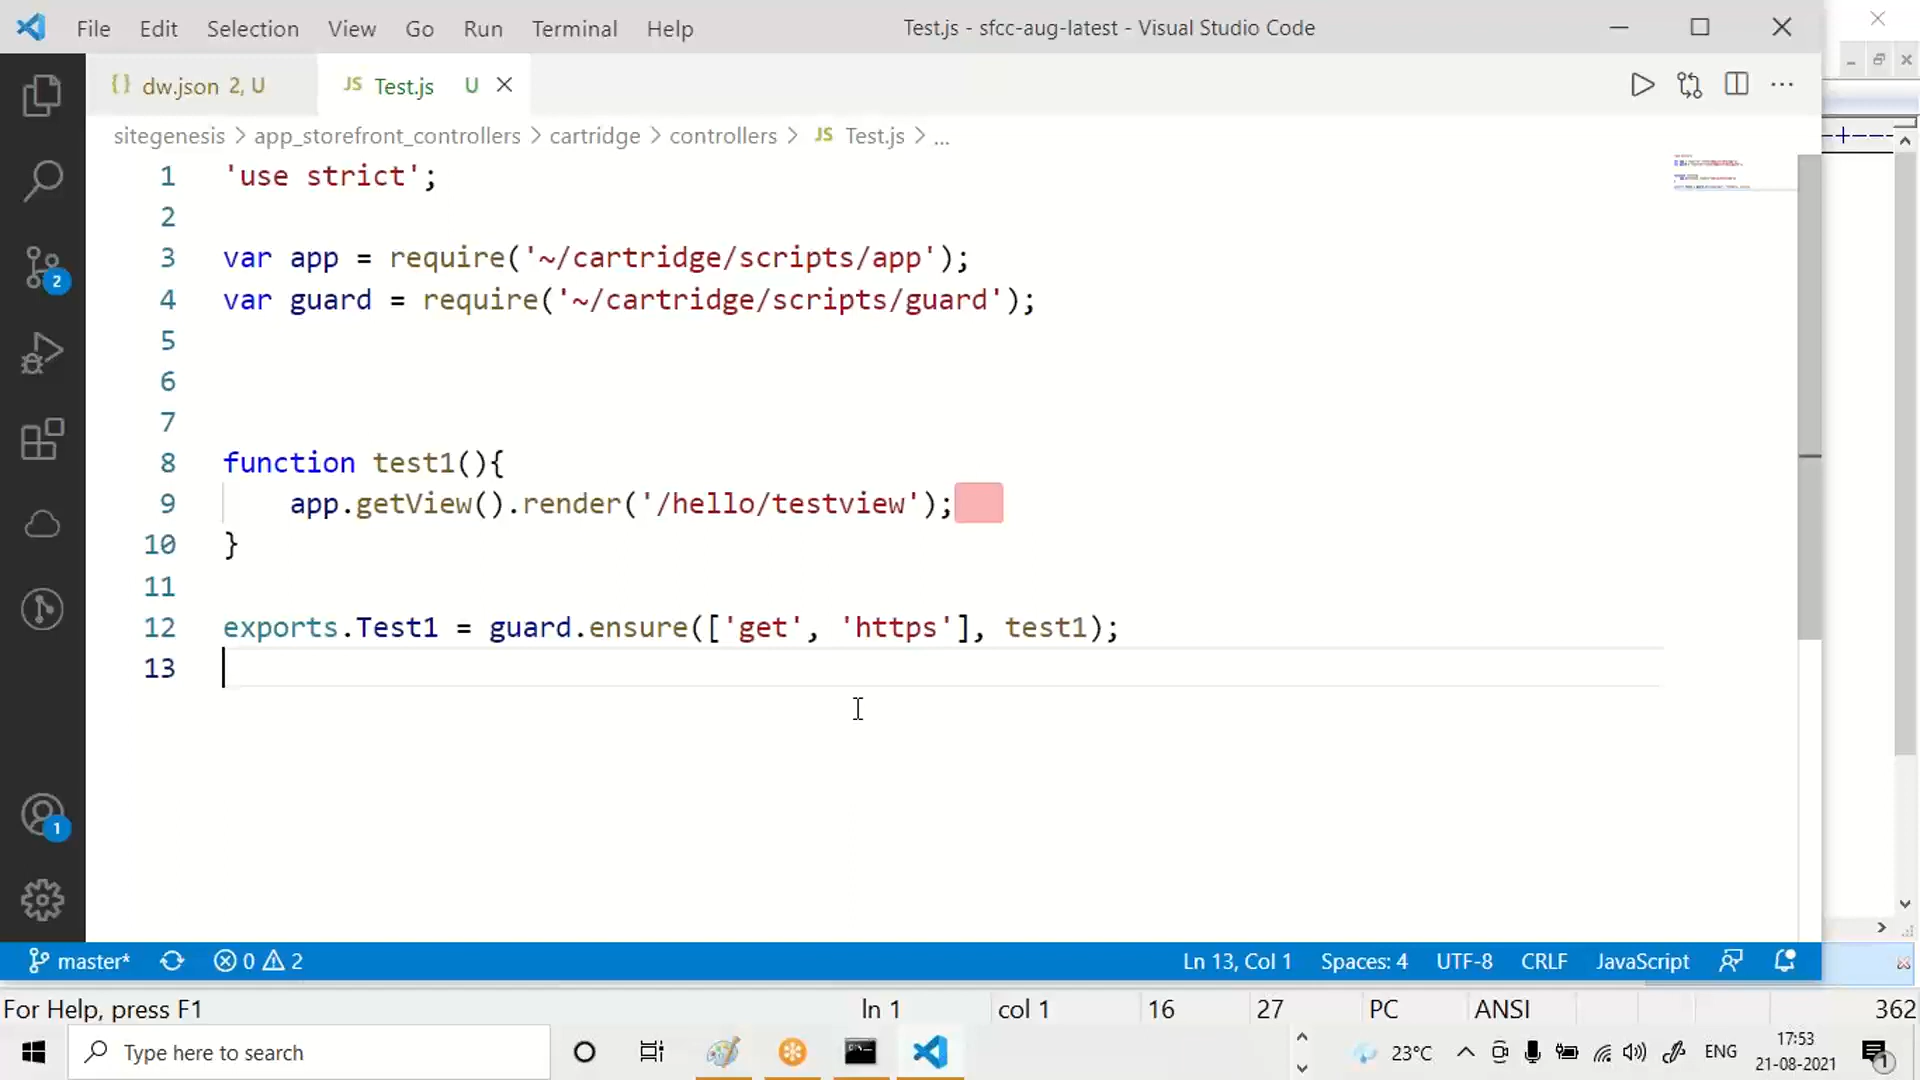 File Edit Selection View Go Run Terminal Help Test.js - sfcc-aug-latest - Visual Studio Code
{} dw.json 2, U JS Test.js U
sitegenesis > app_storefront_controllers > cartridge > controllers > JS Test.js > ...
1 'use strict';
2
3 var app = require('~/cartridge/scripts/app');
4 var guard = require('~/cartridge/scripts/guard');
5
6
7
8 function test1(){
9 app.getView().render('/hello/testview');
10 }
11
12 exports.Test1 = guard.ensure(['get', 'https'], test1);
13
2
1
master* 0 2 Ln 13, Col 1 Spaces: 4 UTF-8 CRLF JavaScript
For Help, press F1 ln 1 col 1 16 27 PC ANSI 362
Type here to search 23°C ENG 17:53
21-08-2021 1